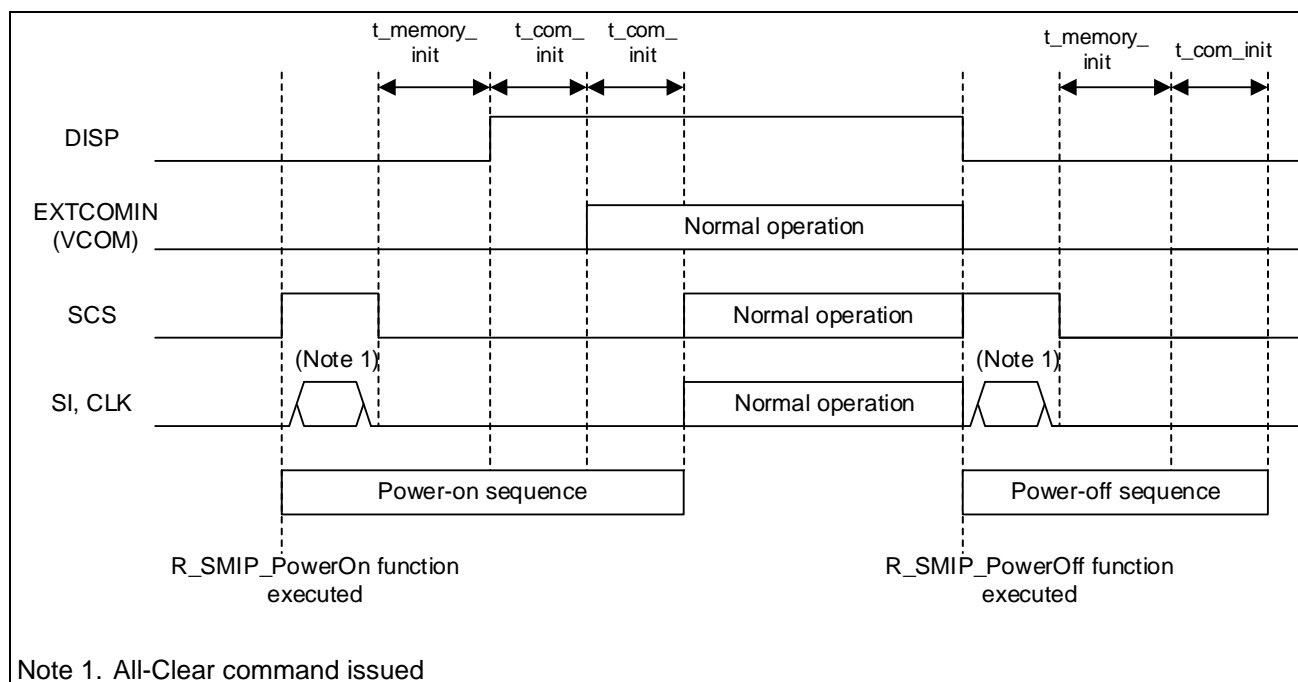 t_memory_
init
t_com_
init
t_com_
init
t_memory_
init
t_com_init
DISP
EXTCOMIN
(VCOM)
Normal operation
SCS
Normal operation
(Note 1)
(Note 1)
SI, CLK
Normal operation
Power-on sequence
Power-off sequence
R_SMIP_PowerOn function
executed
R_SMIP_PowerOff function
executed
Note 1. All-Clear command issued